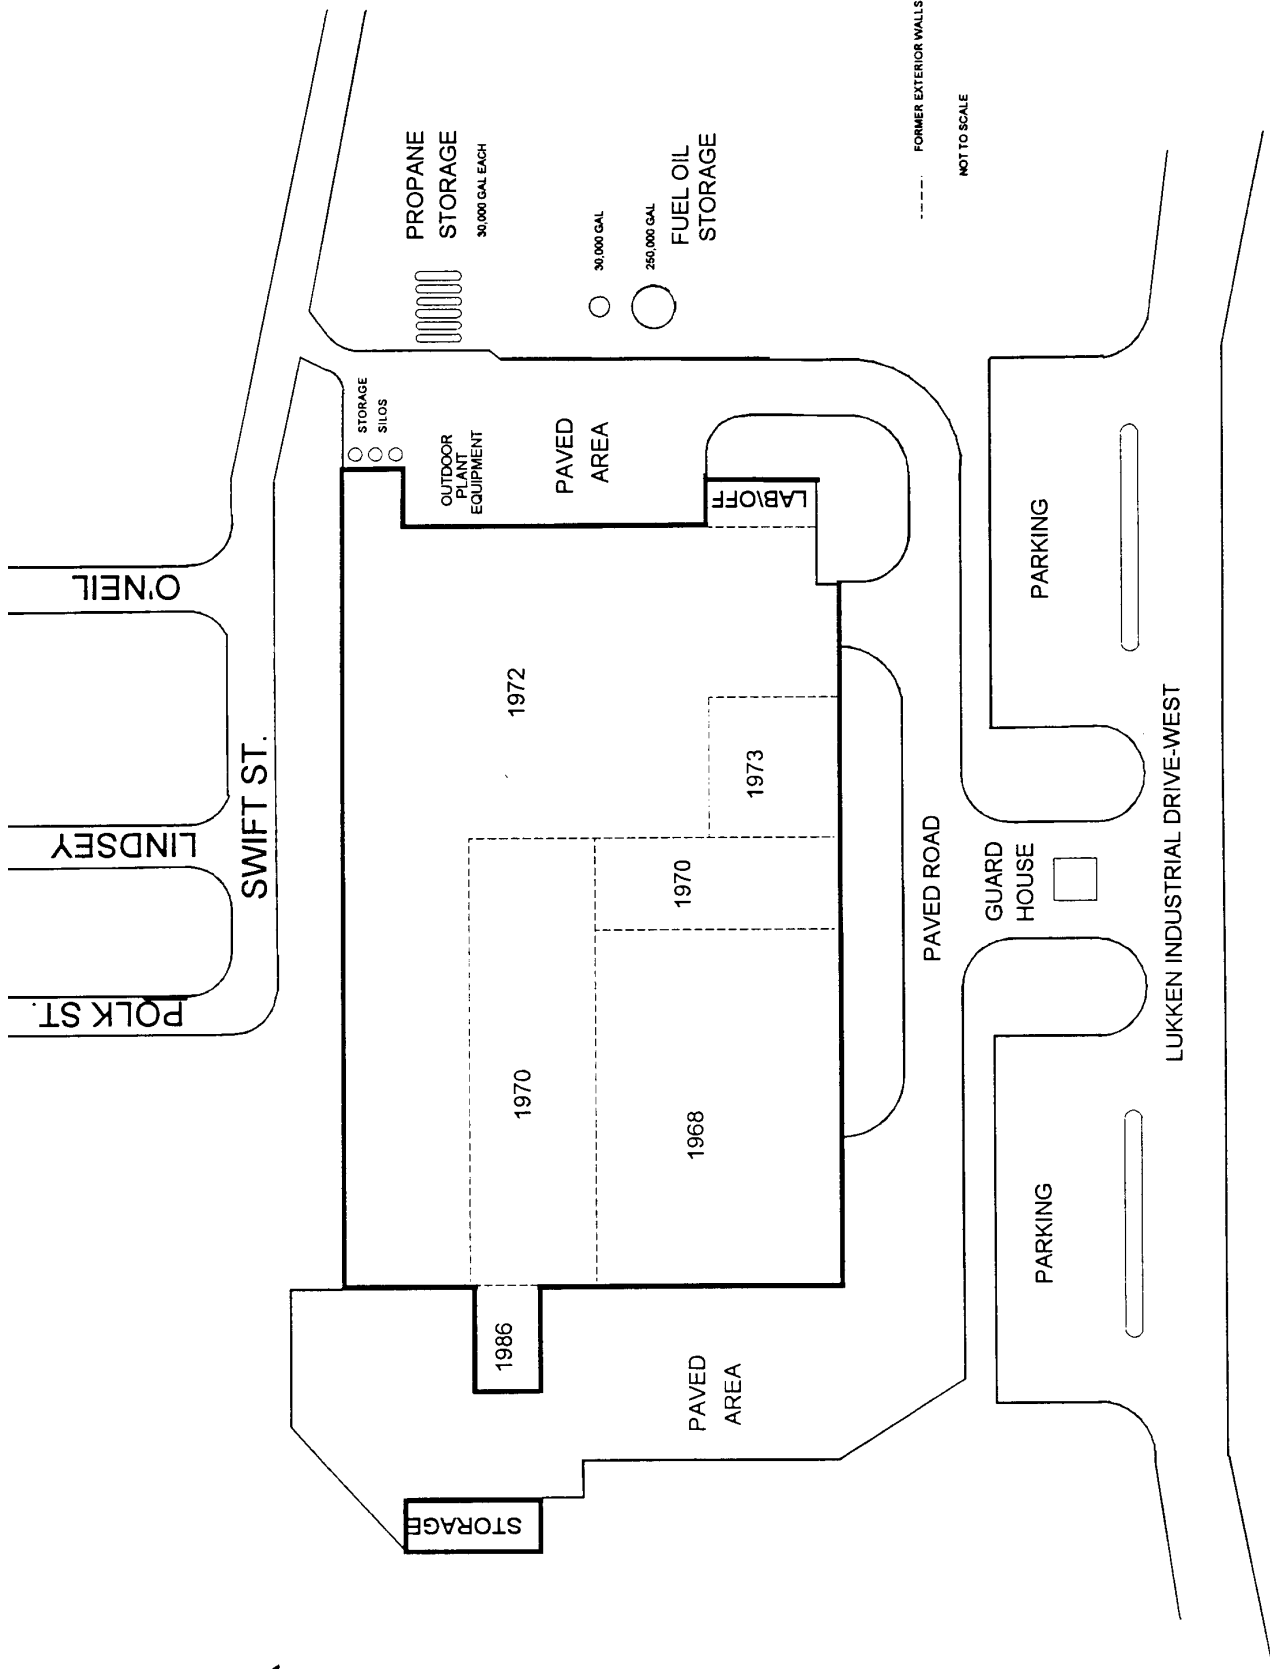 O'NEIL
LINDSEY
POLK ST.
SWIFT ST.
PROPANE
STORAGE
30,000 GAL EACH
30,000 GAL
250,000 GAL
FUEL OIL
STORAGE
FORMER EXTERIOR WALLS
NOT TO SCALE
STORAGE
SILOS
OUTDOOR
PLANT
EQUIPMENT
PAVED
AREA
LAB\OFF
1972
1973
1970
1970
1968
1986
STORAGE
PAVED
AREA
PAVED ROAD
GUARD
HOUSE
PARKING
PARKING
LUKKEN INDUSTRIAL DRIVE-WEST